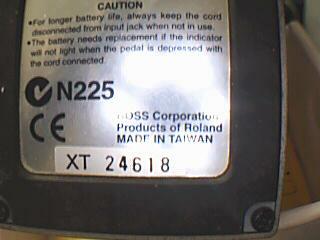 CAUTION
•For longer battery life, always keep the cord
disconnected from input jack when not in use.
•The battery needs replacement if the indicator
will not light when the pedal is depressed with
the cord connected.
N225
CE
BOSS Corporation
Products of Roland
MADE IN TAIWAN
XT 24618